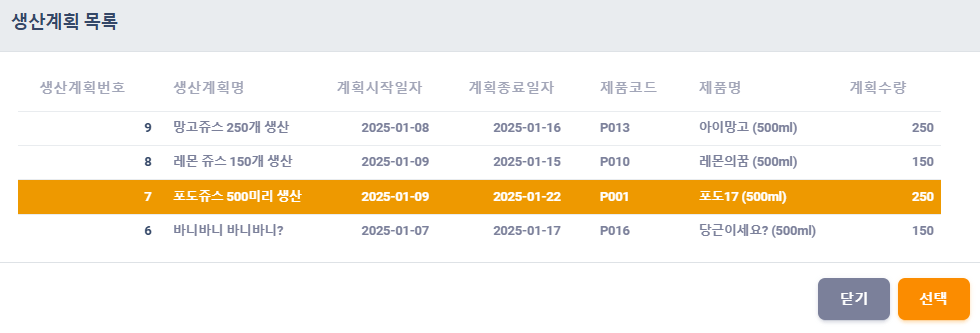 생산계획 목록
생산계획번호 생산계획명 계획시작일자 계획종료일자 제품코드 제품명 계획수량
9 망고쥬스 250개 생산 2025-01-08 2025-01-16 P013 아이망고 (500ml) 250
8 레몬 쥬스 150개 생산 2025-01-09 2025-01-15 P010 레몬의꿈 (500ml) 150
7 포도쥬스 500미리 생산 2025-01-09 2025-01-22 P001 포도17 (500ml) 250
6 바니바니 바니바니? 2025-01-07 2025-01-17 P016 당근이세요? (500ml) 150
닫기 선택